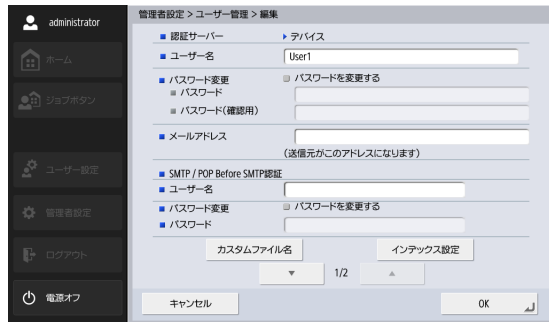 administrator
ホーム
ジョブボタン
ユーザー設定
管理者設定
ログアウト
電源オフ
管理者設定 > ユーザー管理 > 編集
認証サーバー デバイス
ユーザー名 User1
パスワード変更 パスワードを変更する
パスワード
パスワード(確認用)
メールアドレス
(送信元がこのアドレスになります)
SMTP / POP Before SMTP認証
ユーザー名
パスワード変更 パスワードを変更する
パスワード
カスタムファイル名 インデックス設定
▼ 1/2 ▲
キャンセル OK